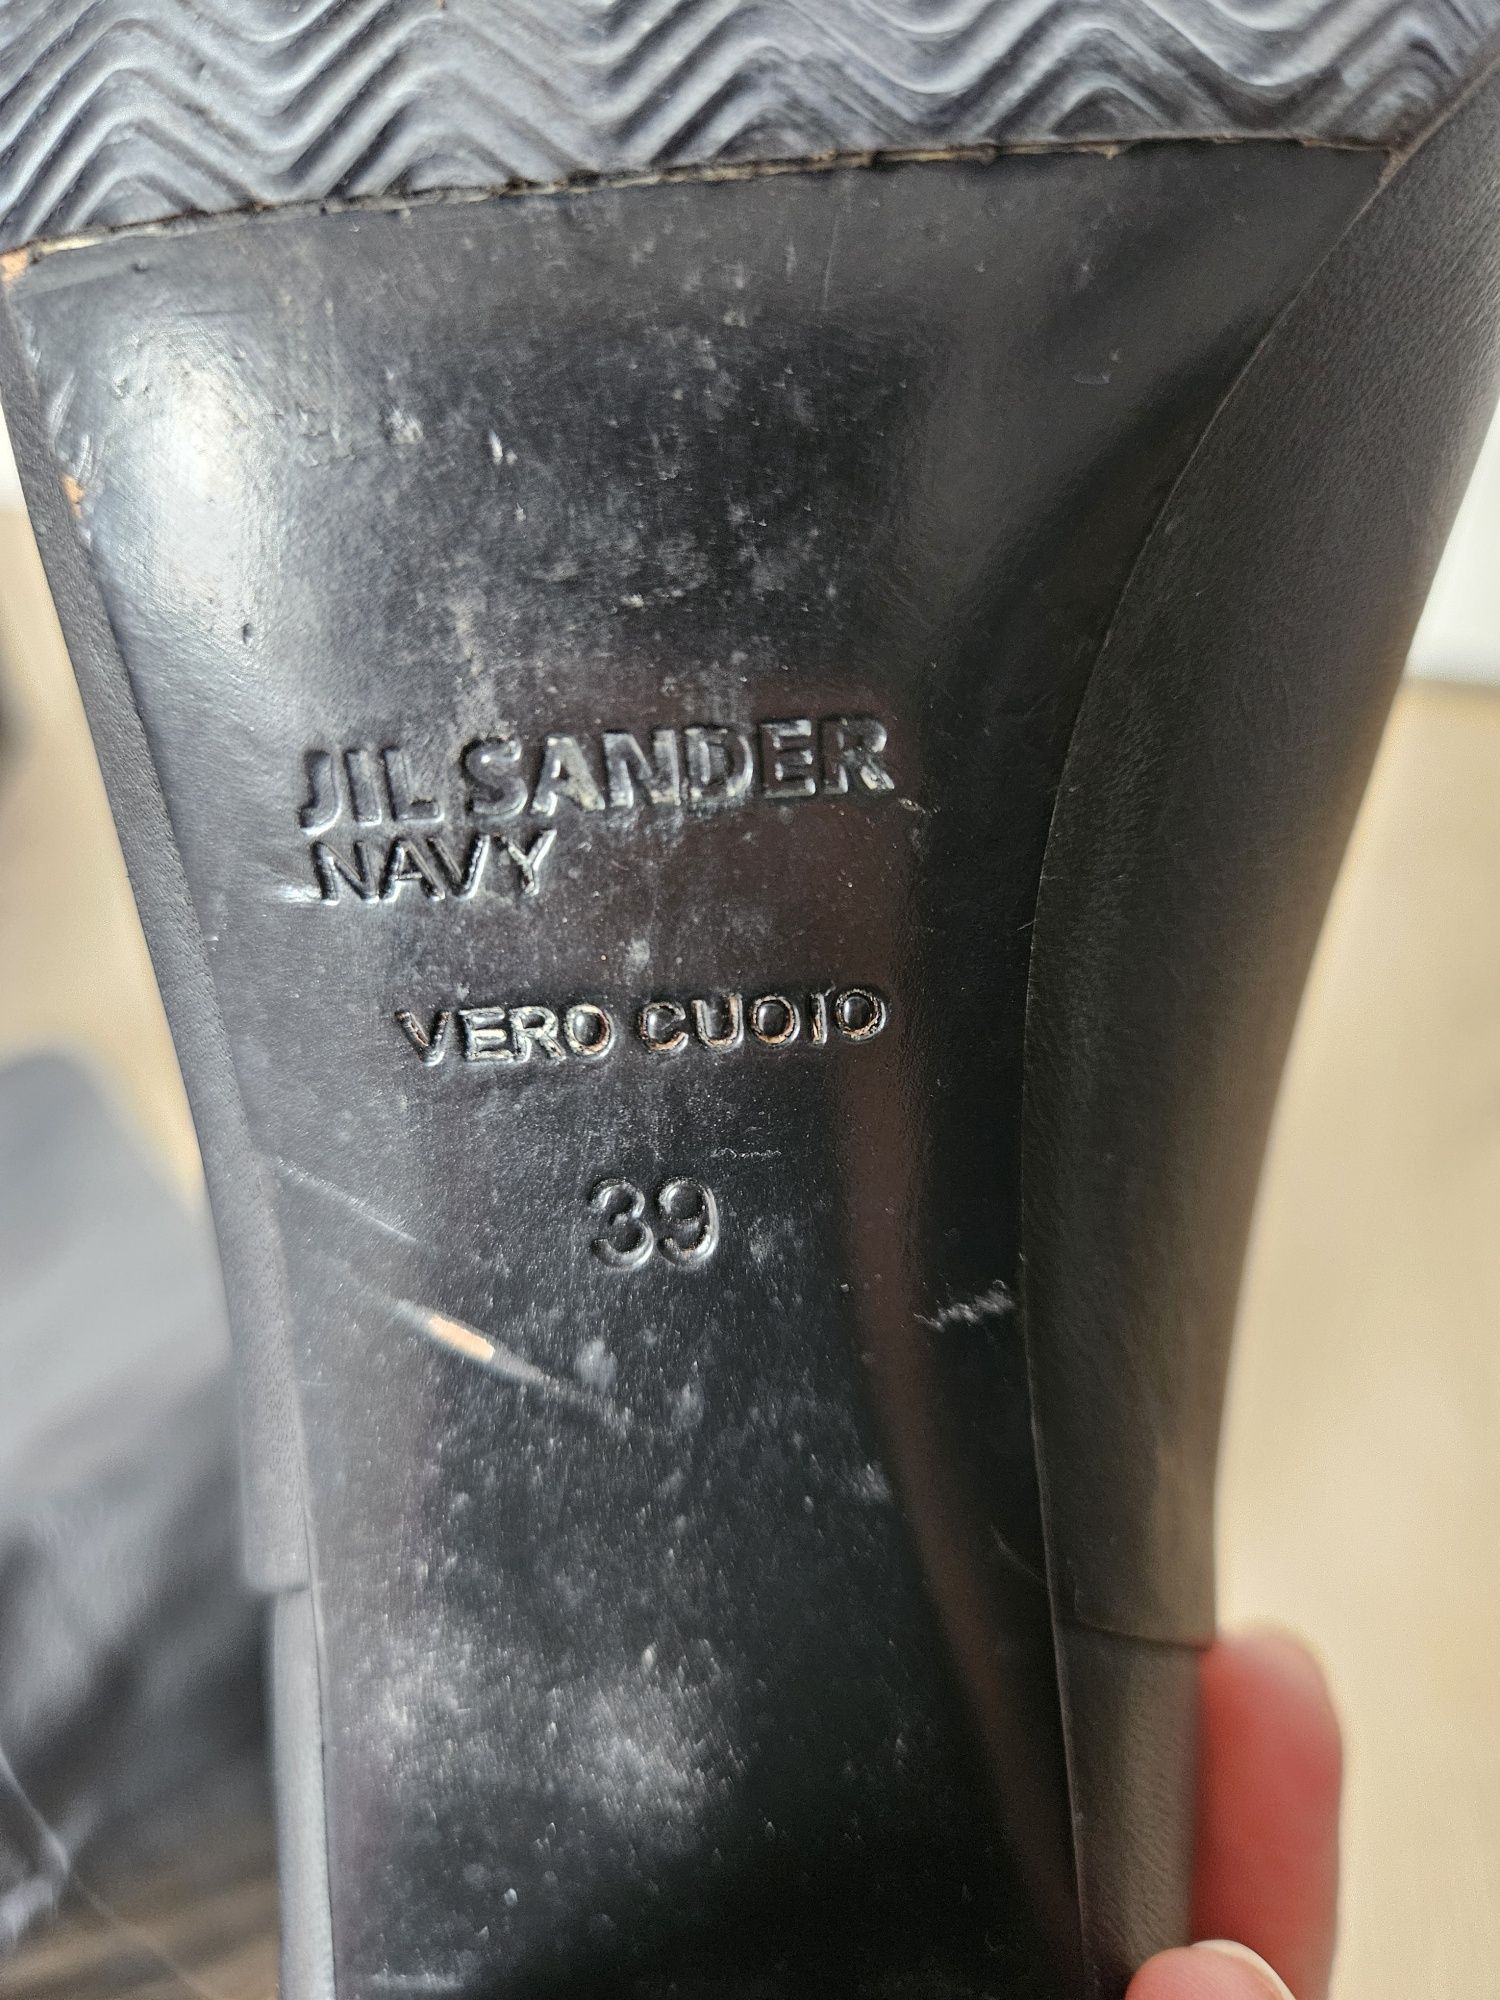 JIL SANDER
NAVY
VERO CUOIO
39